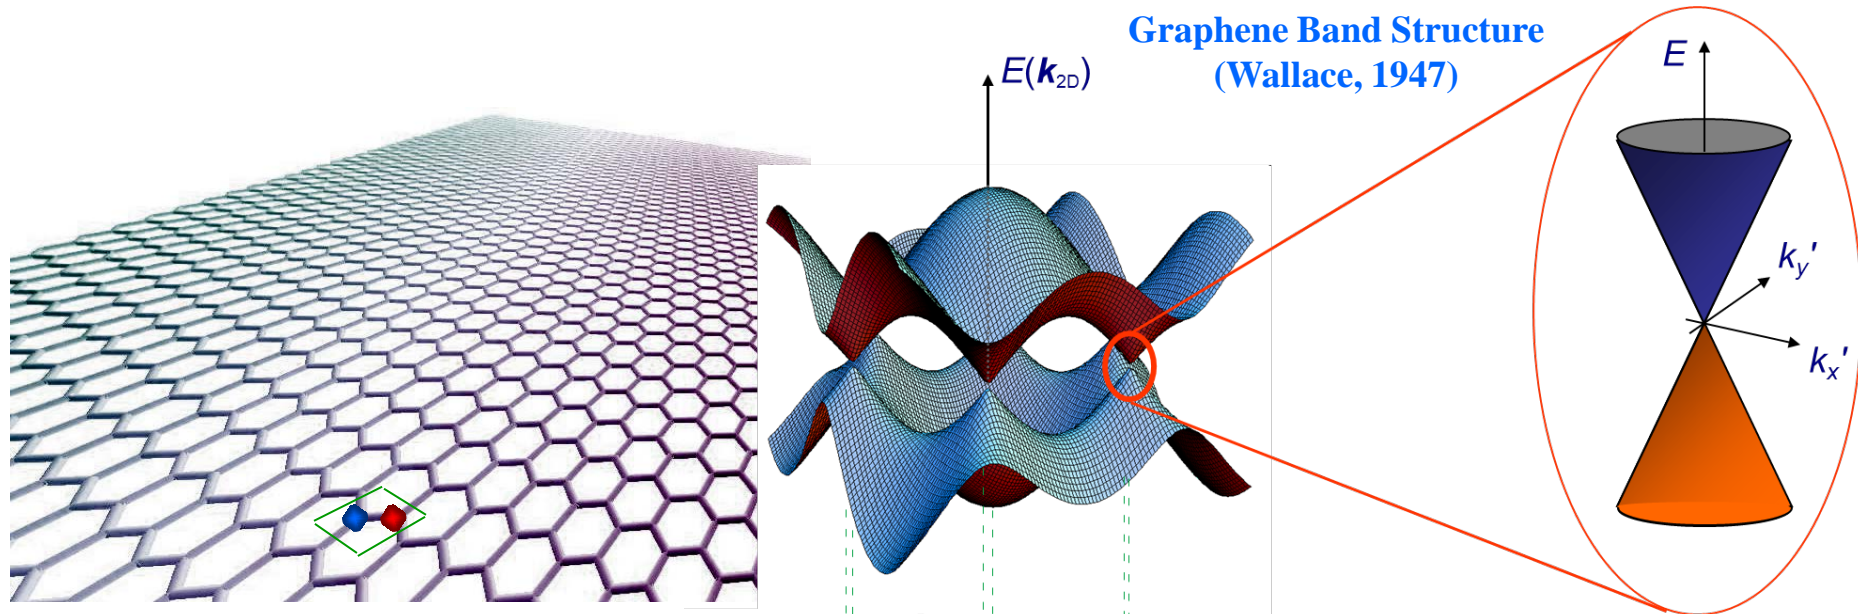 Graphene Band Structure
(Wallace, 1947)
E(k2D)
E
ky'
kx'